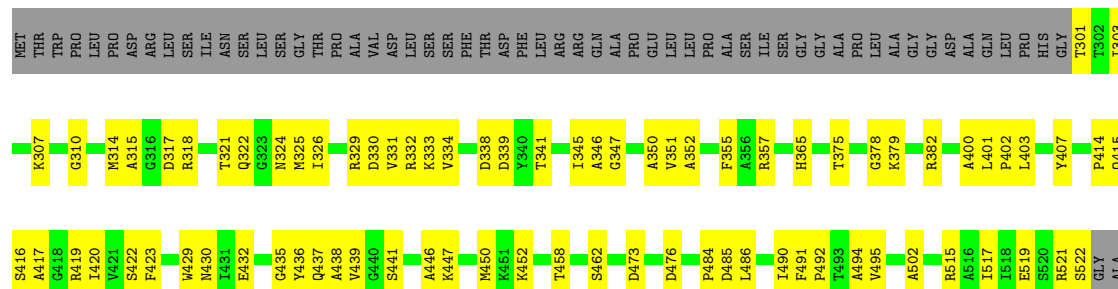 MET THR TRP PRO LEU PRO ASP ARG LEU SER ILE ASN SER LEU SER GLY THR PRO ALA VAL ASP LEU SER SER PHE THR ASP PHE LEU ARG ARG GLN ALA PRO GLU LEU LEU PRO ALA SER ILE SER GLY GLY ALA PRO LEU ALA GLY GLY ASP ALA GLN LEU PRO HIS GLY T301 T302
K307 G310 M314 A315 G316 D317 R318 T321 Q322 G323 N324 M325 I326 R329 D330 V331 R332 K333 V334 D338 D339 Y340 T341 I345 A346 G347 A350 V351 A352 F355 A356 R357 H365 T375 G378 K379 R382 A400 L401 P402 L403 Y407 P414
S416 A417 G418 R419 I420 V421 S422 F423 W429 N430 I431 E432 G435 Y436 Q437 A438 V439 G440 S441 A446 K447 M450 K451 K452 T458 S462 D473 D476 P484 D485 L486 I490 F491 P492 T493 A494 V495 A502 R515 A516 I517 I518 E519 S520 R521 S522 GLY